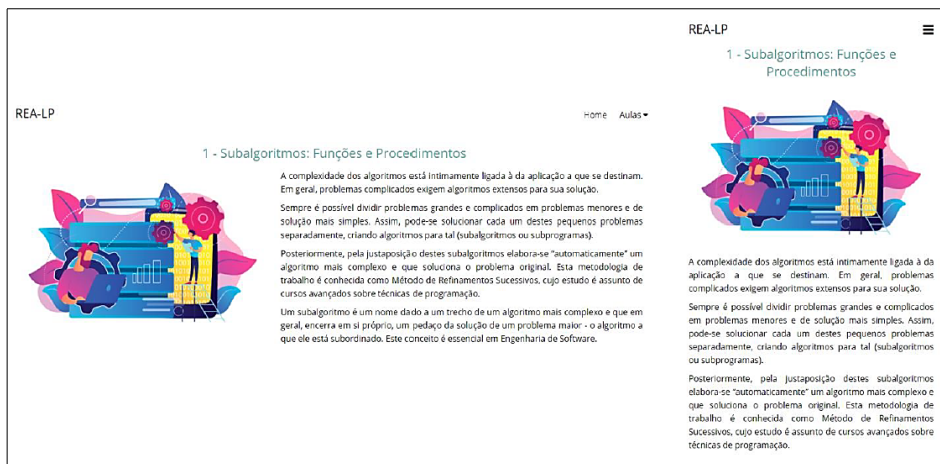 REA-LP
Home Aulas
1 - Subalgoritmos: Funções e Procedimentos
A complexidade dos algoritmos está intimamente ligada à da aplicação a que se destinam.
Em geral, problemas complicados exigem algoritmos extensos para sua solução.
Sempre é possível dividir problemas grandes e complicados em problemas menores e de
solução mais simples. Assim, pode-se solucionar cada um destes pequenos problemas
separadamente, criando algoritmos para tal (subalgoritmos ou subprogramas).
Posteriormente, pela justaposição destes subalgoritmos elabora-se "automaticamente" um
algoritmo mais complexo e que soluciona o problema original. Esta metodologia de
trabalho é conhecida como Método de Refinamentos Sucessivos, cujo estudo é assunto de
cursos avançados sobre técnicas de programação.
Um subalgoritmo é um nome dado a um trecho de um algoritmo mais complexo e que em
geral, encerra em si próprio, um pedaço da solução de um problema maior - o algoritmo a
que ele está subordinado. Este conceito é essencial em Engenharia de Software.
REA-LP
1 - Subalgoritmos: Funções e
Procedimentos
A complexidade dos algoritmos está intimamente ligada à da
aplicação a que se destinam. Em geral, problemas
complicados exigem algoritmos extensos para sua solução.
Sempre é possível dividir problemas grandes e complicados
em problemas menores e de solução mais simples. Assim,
pode-se solucionar cada um destes pequenos problemas
separadamente, criando algoritmos para tal (subalgoritmos
ou subprogramas).
Posteriormente, pela justaposição destes subalgoritmos
elabora-se "automaticamente" um algoritmo mais complexo e
que soluciona o problema original. Esta metodologia de
trabalho é conhecida como Método de Refinamentos
Sucessivos, cujo estudo é assunto de cursos avançados sobre
técnicas de programação.